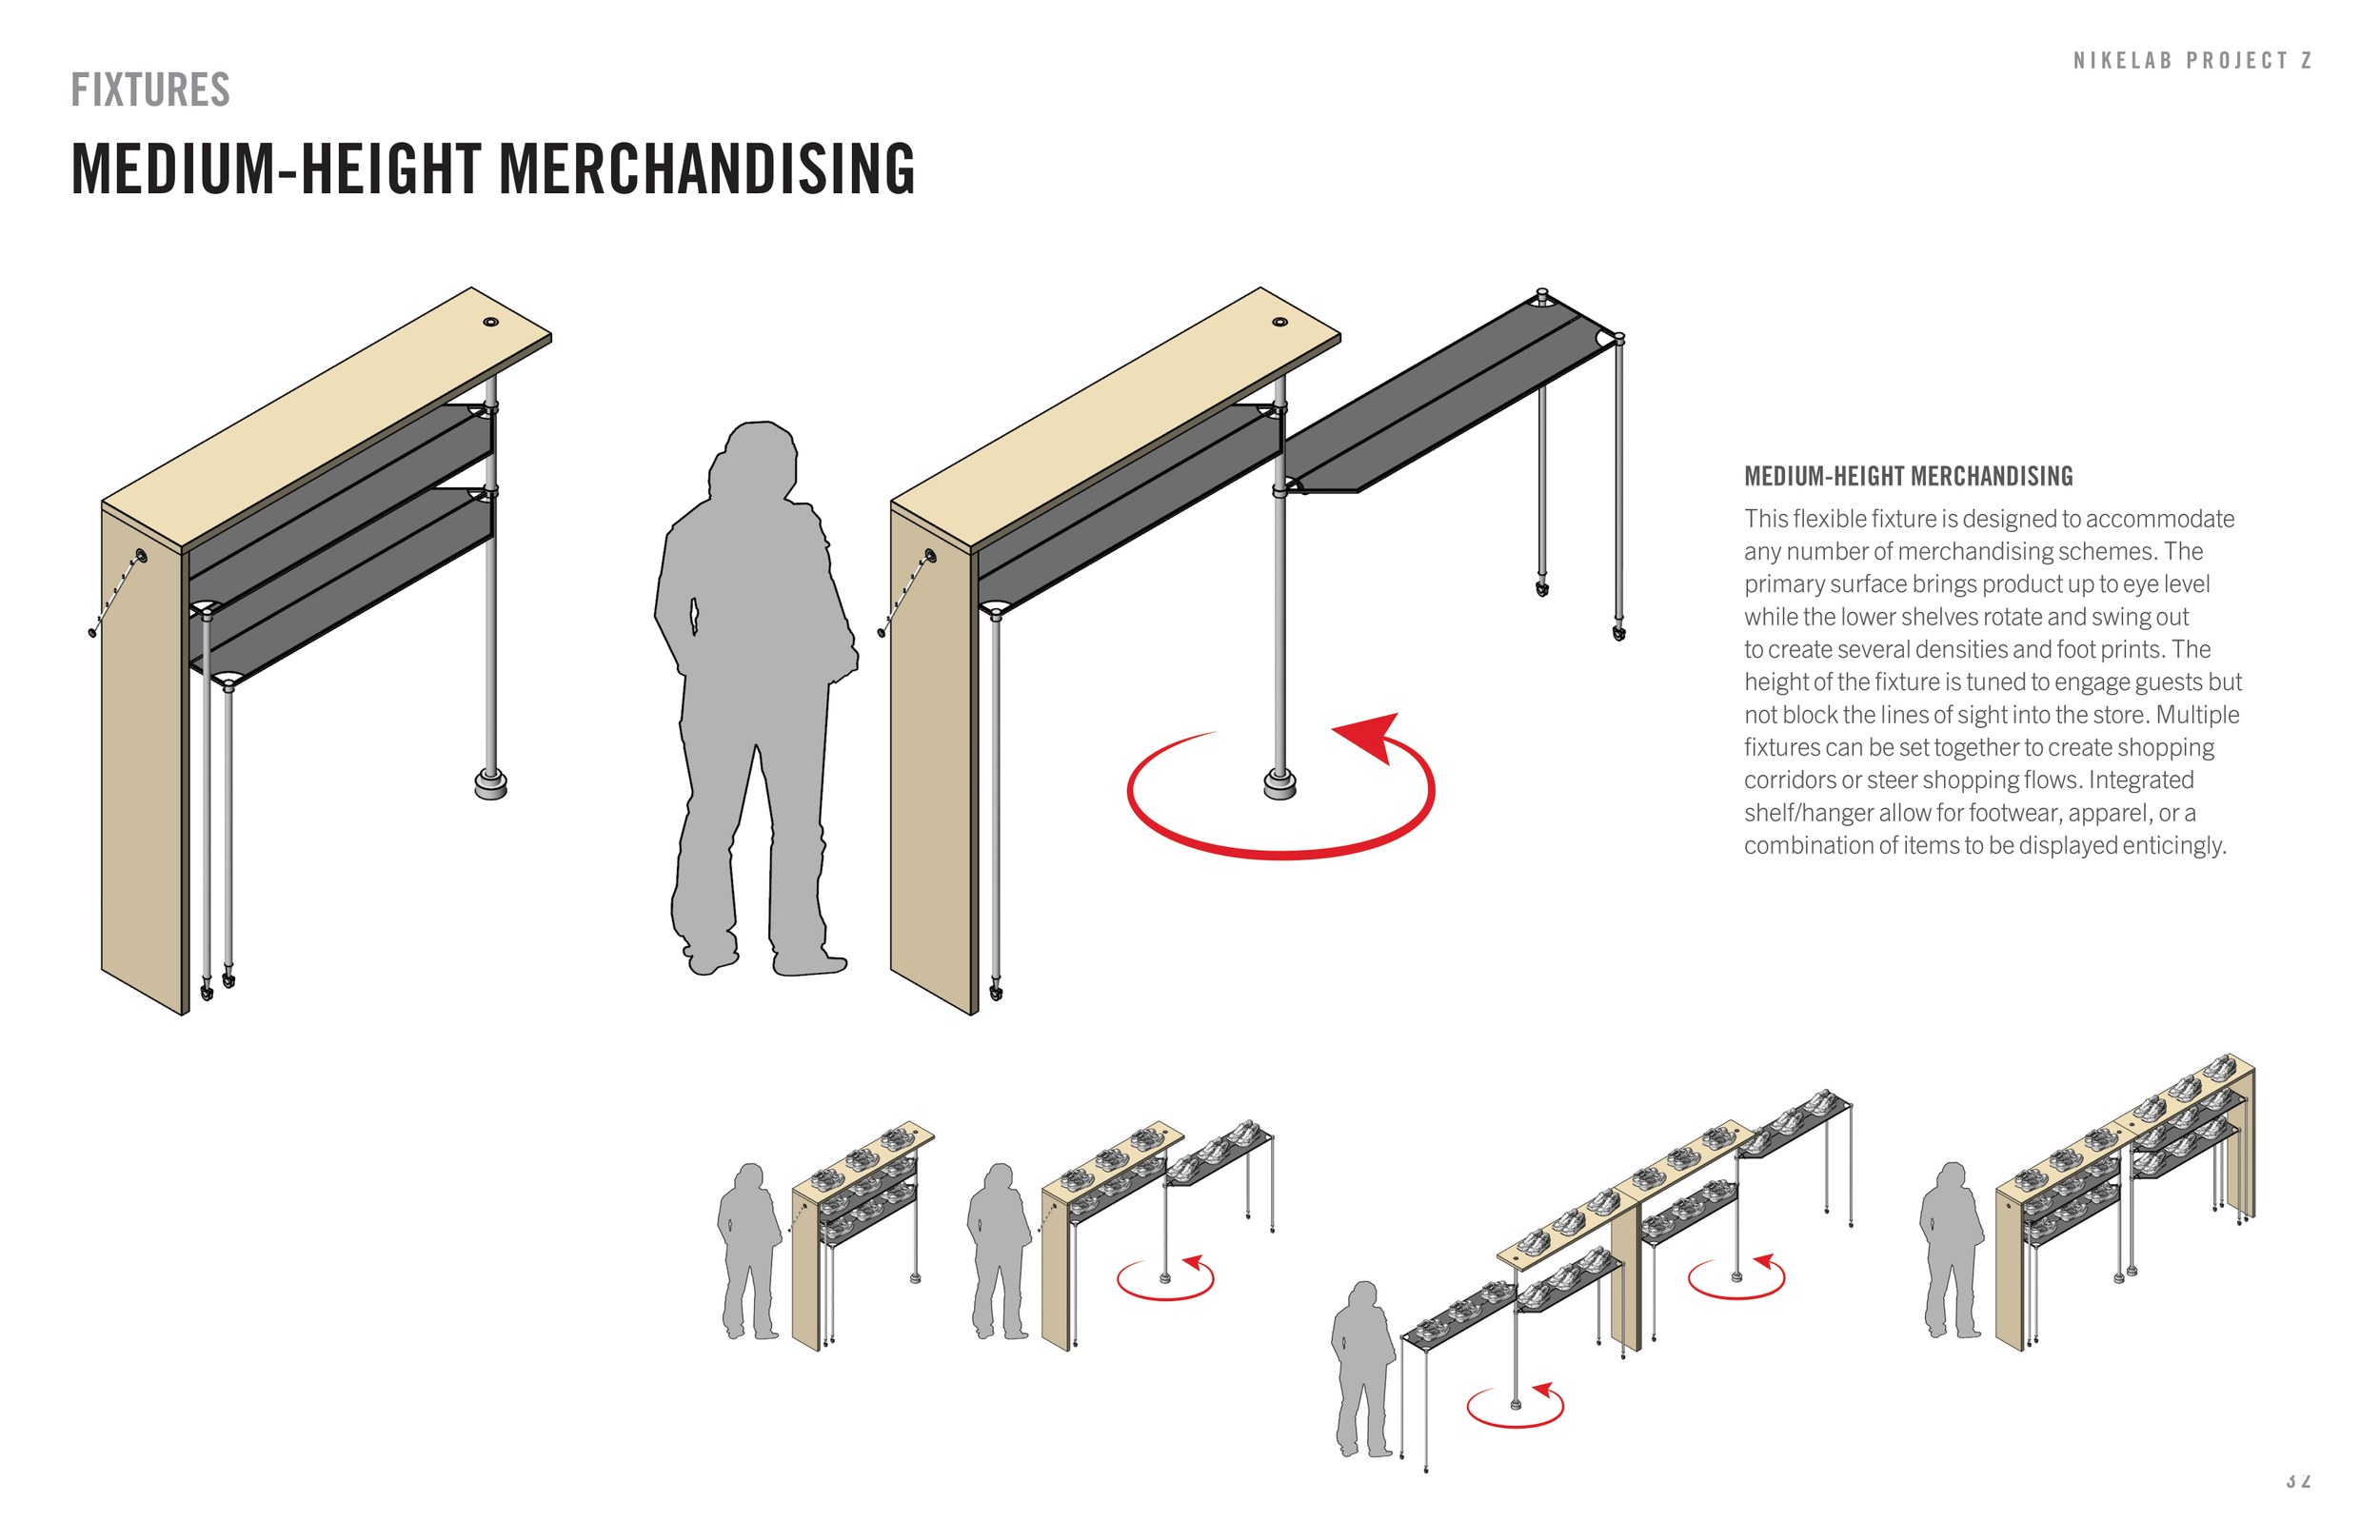 NIKELAB PROJECT Z
FIXTURES
MEDIUM-HEIGHT MERCHANDISING
MEDIUM-HEIGHT MERCHANDISING
This flexible fixture is designed to accommodate
any number of merchandising schemes. The
primary surface brings product up to eye level
while the lower shelves rotate and swing out
to create several densities and foot prints. The
height of the fixture is tuned to engage guests but
not block the lines of sight into the store. Multiple
fixtures can be set together to create shopping
corridors or steer shopping flows. Integrated
shelf/hanger allow for footwear, apparel, or a
combination of items to be displayed enticingly.
32